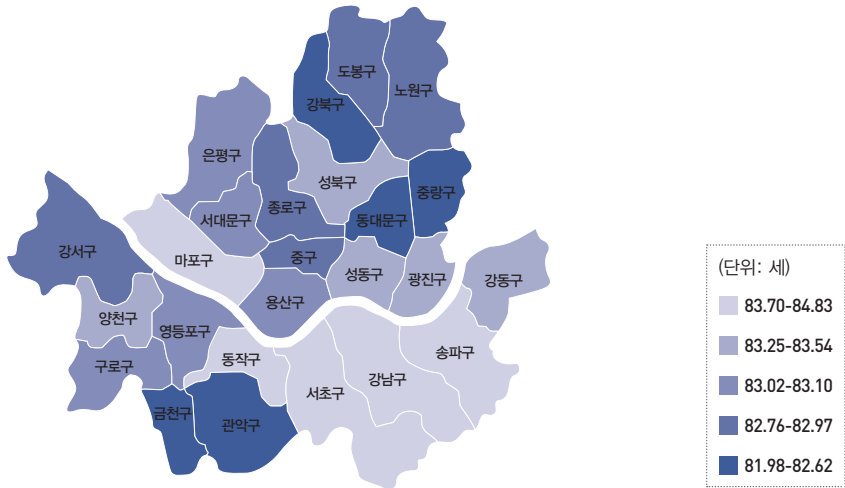 도봉구
노원구
강북구
은평구
성북구
중랑구
종로구
서대문구
동대문구
강서구
마포구
중구
성동구
광진구
강동구
용산구
양천구
영등포구
구로구
동작구
송파구
강남구
서초구
금천구
관악구
(단위: 세)
83.70-84.83
83.25-83.54
83.02-83.10
82.76-82.97
81.98-82.62